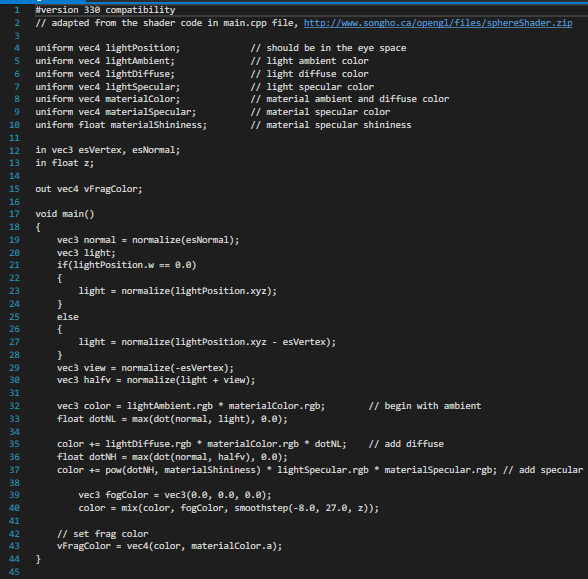 1 #version 330 compatibility
2 // adapted from the shader code in main.cpp file, http://www.songho.ca/opengl/files/sphereShader.zip
3
4 uniform vec4 lightPosition; // should be in the eye space
5 uniform vec4 lightAmbient; // light ambient color
6 uniform vec4 lightDiffuse; // light diffuse color
7 uniform vec4 lightSpecular; // light specular color
8 uniform vec4 materialColor; // material ambient and diffuse color
9 uniform vec4 materialSpecular; // material specular color
10 uniform float materialShininess; // material specular shininess
11
12 in vec3 esVertex, esNormal;
13 in float z;
14
15 out vec4 vFragColor;
16
17 void main()
18 {
19 vec3 normal = normalize(esNormal);
20 vec3 light;
21 if(lightPosition.w == 0.0)
22 {
23 light = normalize(lightPosition.xyz);
24 }
25 else
26 {
27 light = normalize(lightPosition.xyz - esVertex);
28 }
29 vec3 view = normalize(-esVertex);
30 vec3 halfv = normalize(light + view);
31
32 vec3 color = lightAmbient.rgb * materialColor.rgb; // begin with ambient
33 float dotNL = max(dot(normal, light), 0.0);
34
35 color += lightDiffuse.rgb * materialColor.rgb * dotNL; // add diffuse
36 float dotNH = max(dot(normal, halfv), 0.0);
37 color += pow(dotNH, materialShininess) * lightSpecular.rgb * materialSpecular.rgb; // add specular
38
39 vec3 fogColor = vec3(0.0, 0.0, 0.0);
40 color = mix(color, fogColor, smoothstep(-8.0, 27.0, z));
41
42 // set frag color
43 vFragColor = vec4(color, materialColor.a);
44 }
45